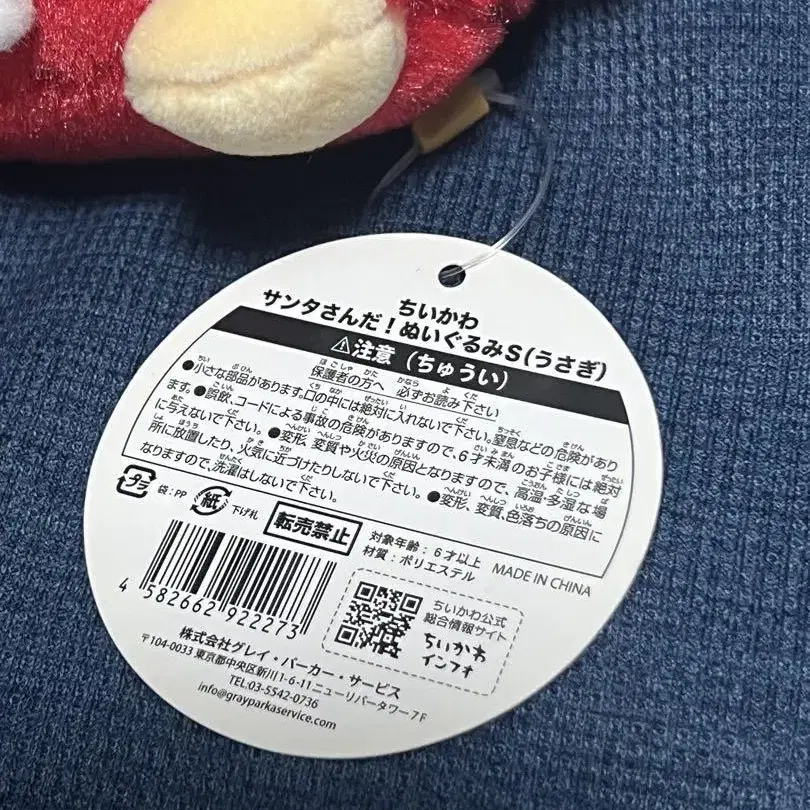 ちいかわ
サンタさんだ！ぬいぐるみS(うさぎ)
⚠注意（ちゅうい）
保護者の方へ 必ずお読み下さい
●小さな部品があります。口の中には絶対に入れないで下さい。窒息などの危険があり
ます。●誤飲、コードによる事故の危険がありますので、6才未満のお子様には絶対
に与えないで下さい。●変形、変質や火災の原因となりますので、高温・多湿な場
所に放置したり、火気に近づけたりしないで下さい。●変形、変質、色落ちの原因に
なりますので、洗濯はしないで下さい。
プラ
袋：PP
紙
下げ札
転売禁止
対象年齢：6才以上
材質：ポリエステル
MADE IN CHINA
4 582662 922273
ちいかわ公式
総合情報サイト
ちいかわ
インフォ
株式会社グレイ・パーカー・サービス
〒104-0033 東京都中央区新川1-6-11ニューリバータワー7F
TEL:03-5542-0736
info@grayparkaservice.com